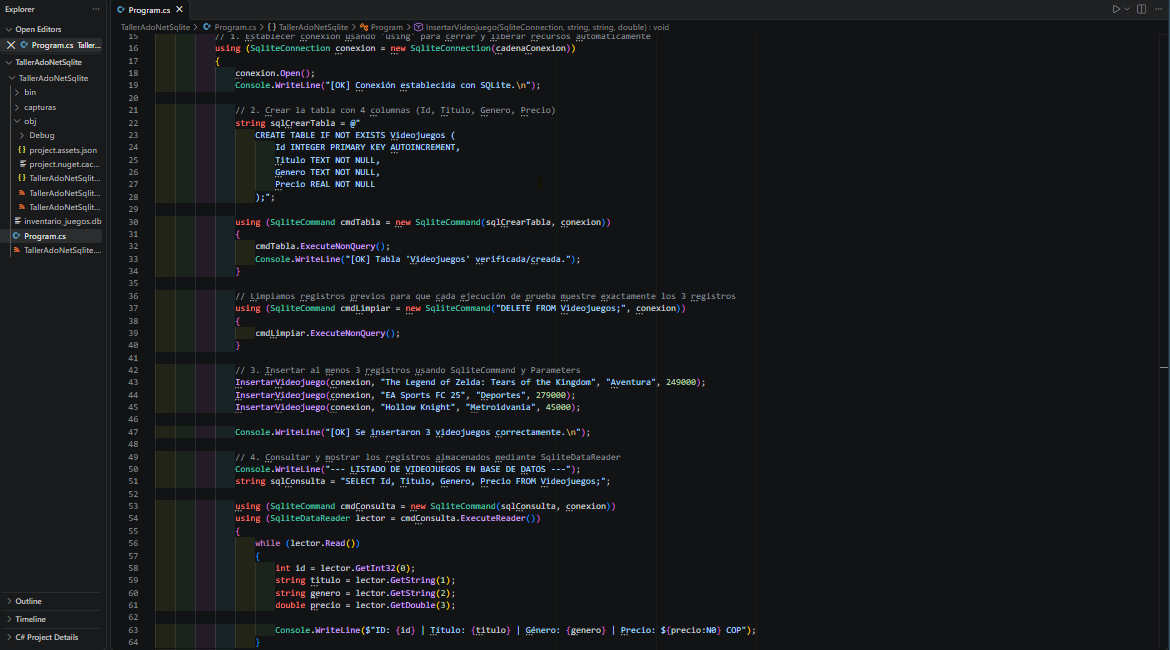 Explorer
Open Editors
Program.cs Taller...
TallerAdoNetSqlite
TallerAdoNetSqlite
bin
capturas
obj
Debug
project.assets.json
project.nuget.cac...
TallerAdoNetSqlit...
TallerAdoNetSqlit...
TallerAdoNetSqlit...
inventario_juegos.db
Program.cs
TallerAdoNetSqlite....
Outline
Timeline
C# Project Details
Program.cs
TallerAdoNetSqlite > Program.cs > {} TallerAdoNetSqlite > Program > InsertarVideojuego(SqliteConnection, string, string, double) : void
15 // 1. Establecer conexión usando 'using' para cerrar y liberar recursos automáticamente
16 using (SqliteConnection conexion = new SqliteConnection(cadenaConexion))
17 {
18 conexion.Open();
19 Console.WriteLine("[OK] Conexión establecida con SQLite.\n");
20
21 // 2. Crear la tabla con 4 columnas (Id, Titulo, Genero, Precio)
22 string sqlCrearTabla = @"
23 CREATE TABLE IF NOT EXISTS Videojuegos (
24 Id INTEGER PRIMARY KEY AUTOINCREMENT,
25 Titulo TEXT NOT NULL,
26 Genero TEXT NOT NULL,
27 Precio REAL NOT NULL
28 );";
29
30 using (SqliteCommand cmdTabla = new SqliteCommand(sqlCrearTabla, conexion))
31 {
32 cmdTabla.ExecuteNonQuery();
33 Console.WriteLine("[OK] Tabla 'Videojuegos' verificada/creada.");
34 }
35
36 // Limpiamos registros previos para que cada ejecución de prueba muestre exactamente los 3 registros
37 using (SqliteCommand cmdLimpiar = new SqliteCommand("DELETE FROM Videojuegos;", conexion))
38 {
39 cmdLimpiar.ExecuteNonQuery();
40 }
41
42 // 3. Insertar al menos 3 registros usando SqliteCommand y Parameters
43 InsertarVideojuego(conexion, "The Legend of Zelda: Tears of the Kingdom", "Aventura", 249000);
44 InsertarVideojuego(conexion, "EA Sports FC 25", "Deportes", 279000);
45 InsertarVideojuego(conexion, "Hollow Knight", "Metroidvania", 45000);
46
47 Console.WriteLine("[OK] Se insertaron 3 videojuegos correctamente.\n");
48
49 // 4. Consultar y mostrar los registros almacenados mediante SqliteDataReader
50 Console.WriteLine("--- LISTADO DE VIDEOJUEGOS EN BASE DE DATOS ---");
51 string sqlConsulta = "SELECT Id, Titulo, Genero, Precio FROM Videojuegos;";
52
53 using (SqliteCommand cmdConsulta = new SqliteCommand(sqlConsulta, conexion))
54 using (SqliteDataReader lector = cmdConsulta.ExecuteReader())
55 {
56 while (lector.Read())
57 {
58 int id = lector.GetInt32(0);
59 string titulo = lector.GetString(1);
60 string genero = lector.GetString(2);
61 double precio = lector.GetDouble(3);
62
63 Console.WriteLine($"ID: {id} | Título: {titulo} | Género: {genero} | Precio: ${precio:N0} COP");
64 }